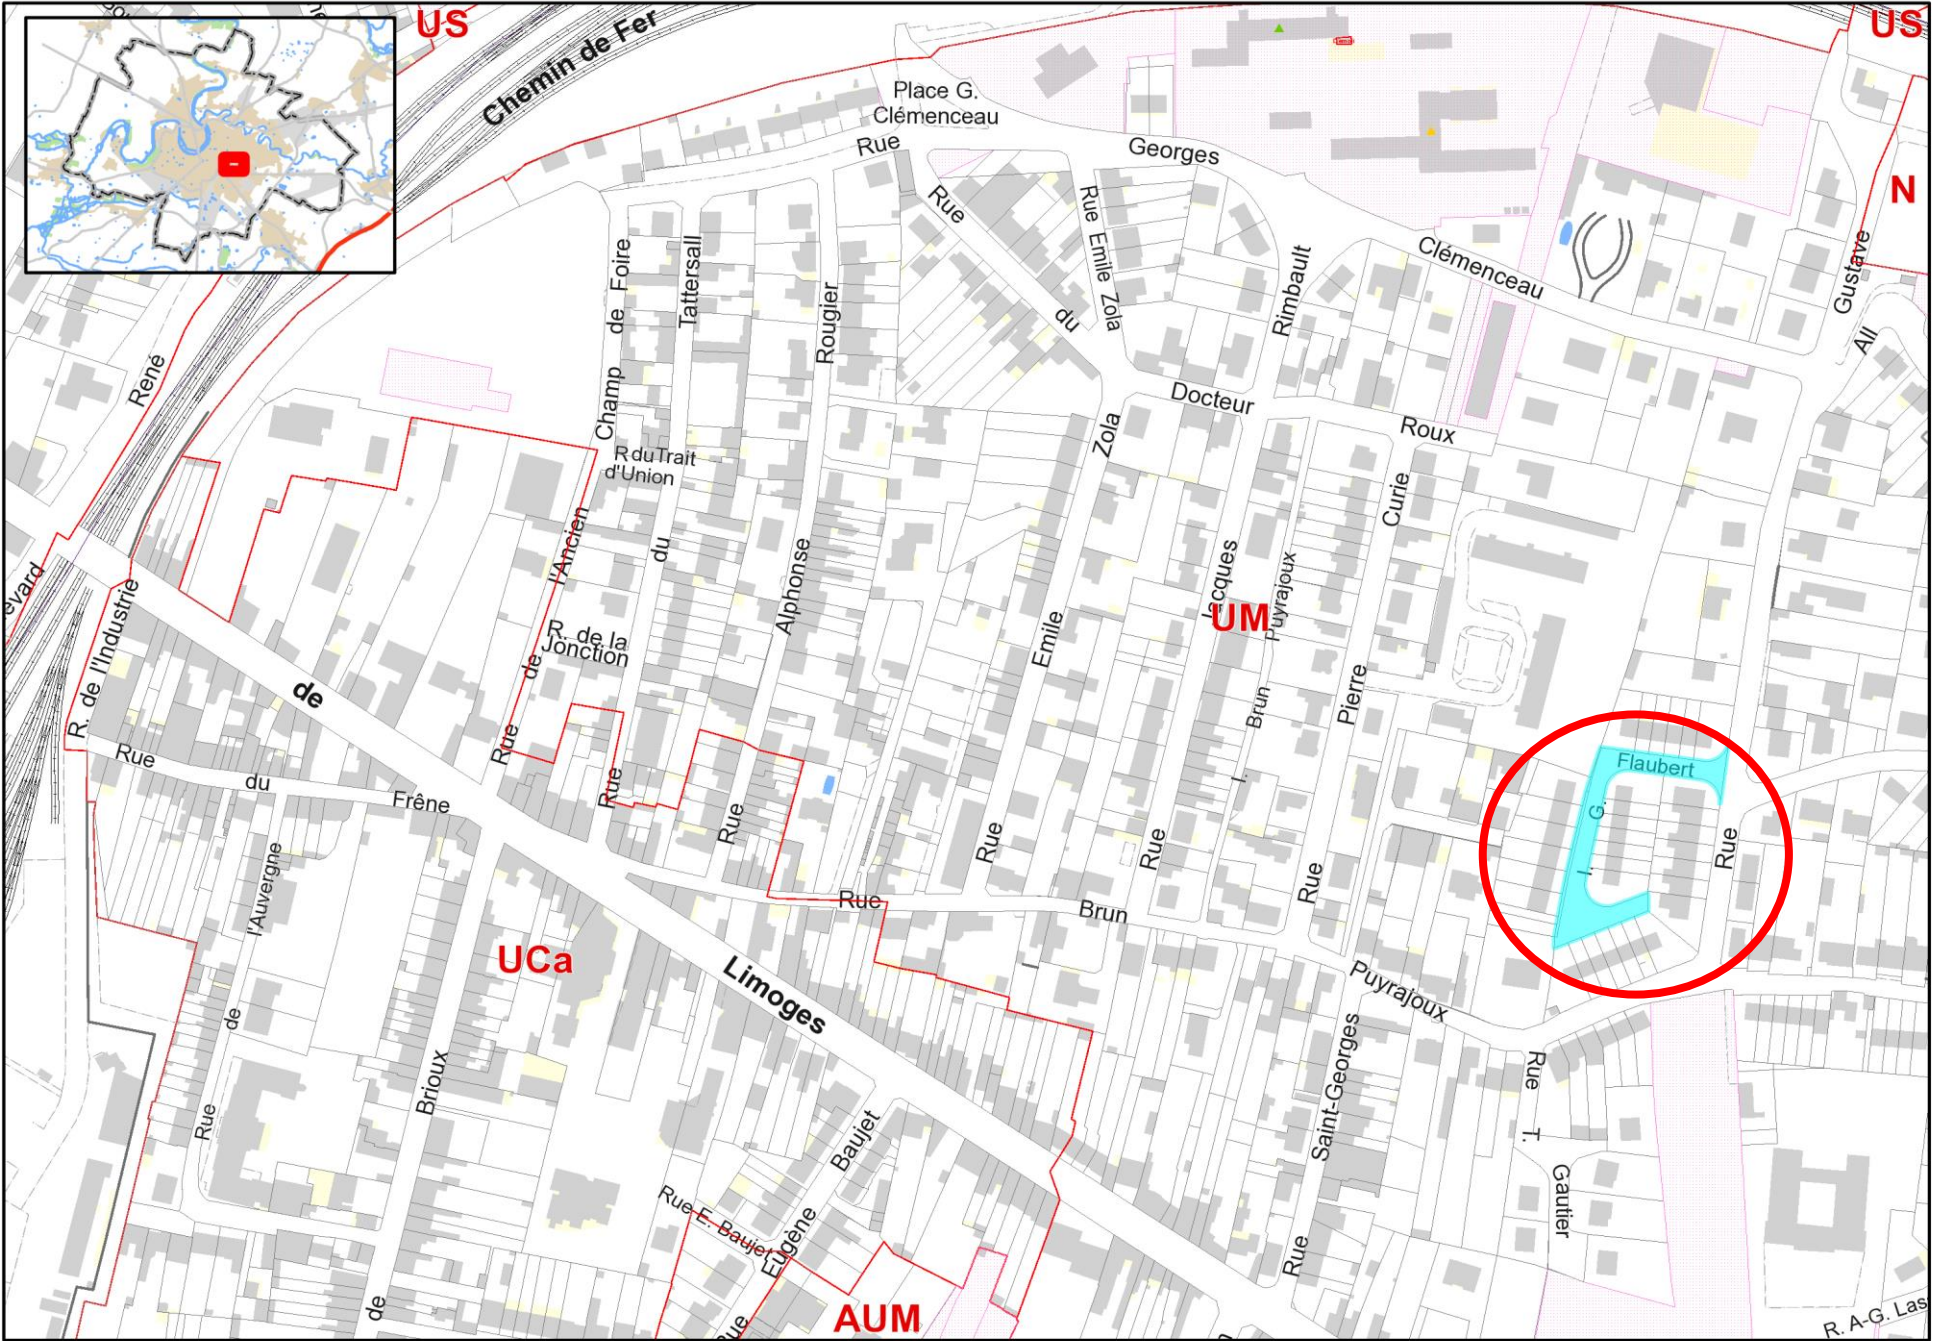 US
US
Chemin de Fer
Place G.
Clémenceau
Rue
Georges
Clémenceau
N
Gustave
All
Rue
du
Rue Emile Zola
Rimbault
Docteur
Roux
René
Champ de Foire
Tattersall
Rougier
R du Trait
d'Union
Zola
Curie
l'Ancien
du
Alphonse
Jacques
Puyrajoux
UM
evard
R. de l'Industrie
R. de la
Jonction
de
de
Emile
Brun
Pierre
I.
Rue
Rue
Rue
du
Frêne
Rue
Rue
Rue
Rue
Rue
Flaubert
I. G.
Rue
l'Auvergne
de
Rue
Rue
Brun
Puyrajoux
UCa
Limoges
Brioux
de
Saint-Georges
Rue
Rue T.
Gautier
Baujet
Eugène
Rue E. Baujet
AUM
R. A-G. Las